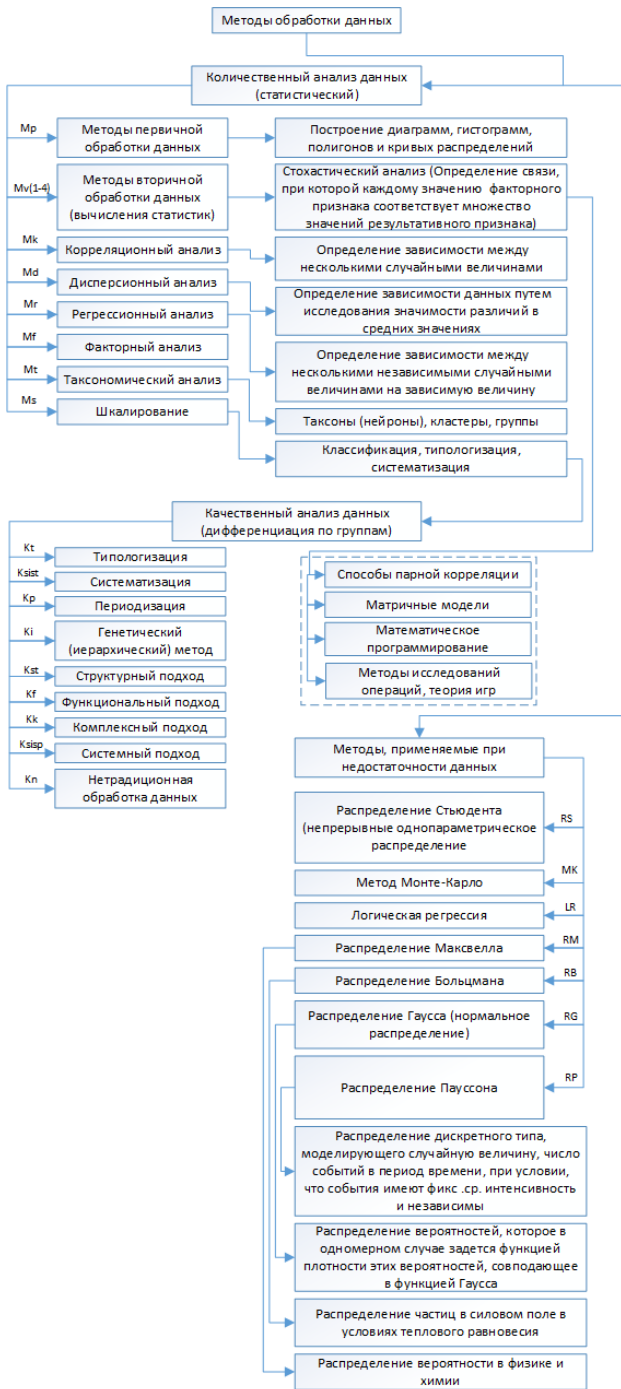 Методы обработки данных
Количественный анализ данных
(статистический)
Mp
Методы первичной
обработки данных
Построение диаграмм, гистограмм,
полигонов и кривых распределений
Mv(1-4)
Методы вторичной
обработки данных
(вычисления статистик)
Стохастический анализ (Определение связи,
при которой каждому значению факторного
признака соответствует множество
значений результативного признака)
Mk
Корреляционный анализ
Определение зависимости между
несколькими случайными величинами
Md
Дисперсионный анализ
Определение зависимости данных путем
исследования значимости различий в
средних значениях
Mr
Регрессионный анализ
Определение зависимости между
несколькими независимыми случайными
величинами на зависимую величину
Mf
Факторный анализ
Mt
Таксономический анализ
Таксоны (нейроны), кластеры, группы
Ms
Шкалирование
Классификация, типологизация,
систематизация
Качественный анализ данных
(дифференциация по группам)
Kt
Типологизация
Ksist
Систематизация
Kp
Периодизация
Ki
Генетический
(иерархический) метод
Kst
Структурный подход
Kf
Функциональный подход
Kk
Комплексный подход
Ksisp
Системный подход
Kn
Нетрадиционная
обработка данных
Способы парной корреляции
Матричные модели
Математическое
программирование
Методы исследований
операций, теория игр
Методы, применяемые при
недостаточности данных
Распределение Стьюдента
(непрерывные однопараметрическое
распределение
RS
Метод Монте-Карло
MK
Логическая регрессия
LR
Распределение Максвелла
RM
Распределение Больцмана
RB
Распределение Гаусса (нормальное
распределение)
RG
Распределение Пауссона
RP
Распределение дискретного типа,
моделирующего случайную величину, число
событий в период времени, при условии,
что события имеют фикс .ср. интенсивность
и независимы
Распределение вероятностей, которое в
одномерном случае задется функцией
плотности этих вероятностей, совподающее
в функцией Гаусса
Распределение частиц в силовом поле в
условиях теплового равновесия
Распределение вероятности в физике и
химии